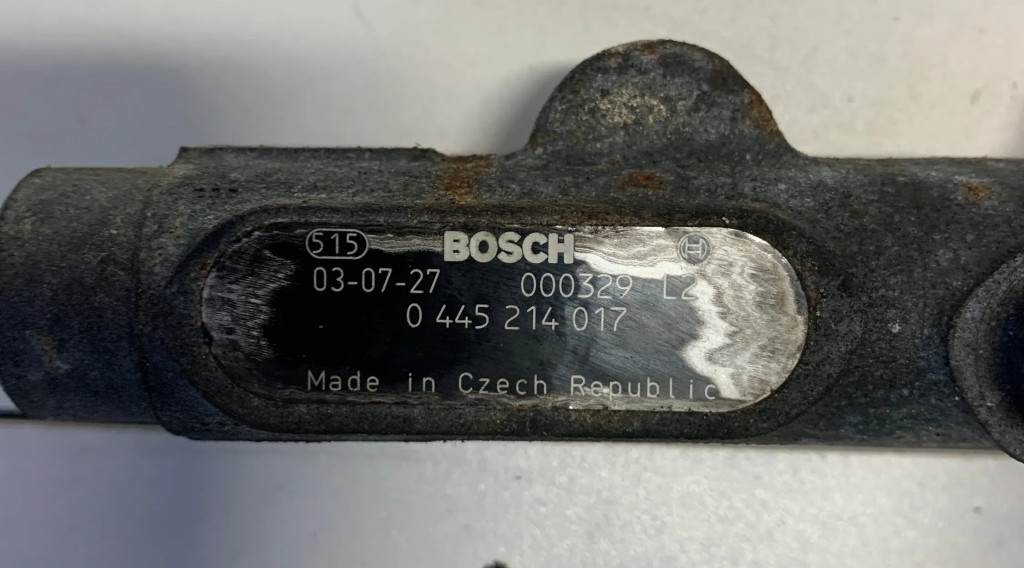 515 BOSCH H
03-07-27 000329 L2
0 445 214 017
Made in Czech Republic